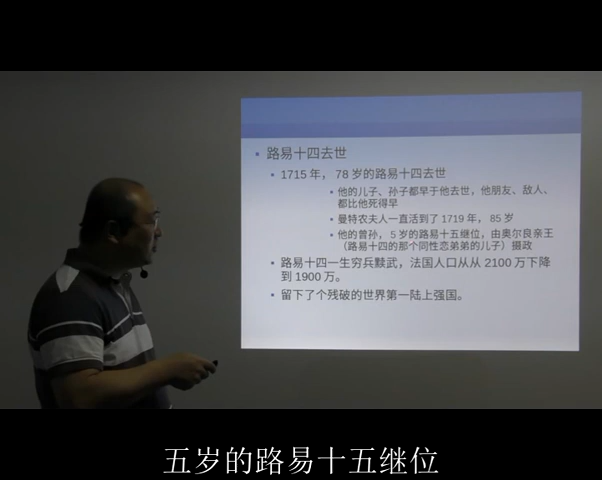 路易十四去世
1715 年， 78 岁的路易十四去世
他的儿子、孙子都早于他去世，他朋友、敌人、
都比他死得早
曼特农夫人一直活到了 1719 年， 85 岁
他的曾孙， 5 岁的路易十五继位，由奥尔良亲王
（路易十四的那个同性恋弟弟的儿子）摄政
路易十四一生穷兵黩武，法国人口从从 2100 万下降
到 1900 万。
留下了个残破的世界第一陆上强国。
五岁的路易十五继位